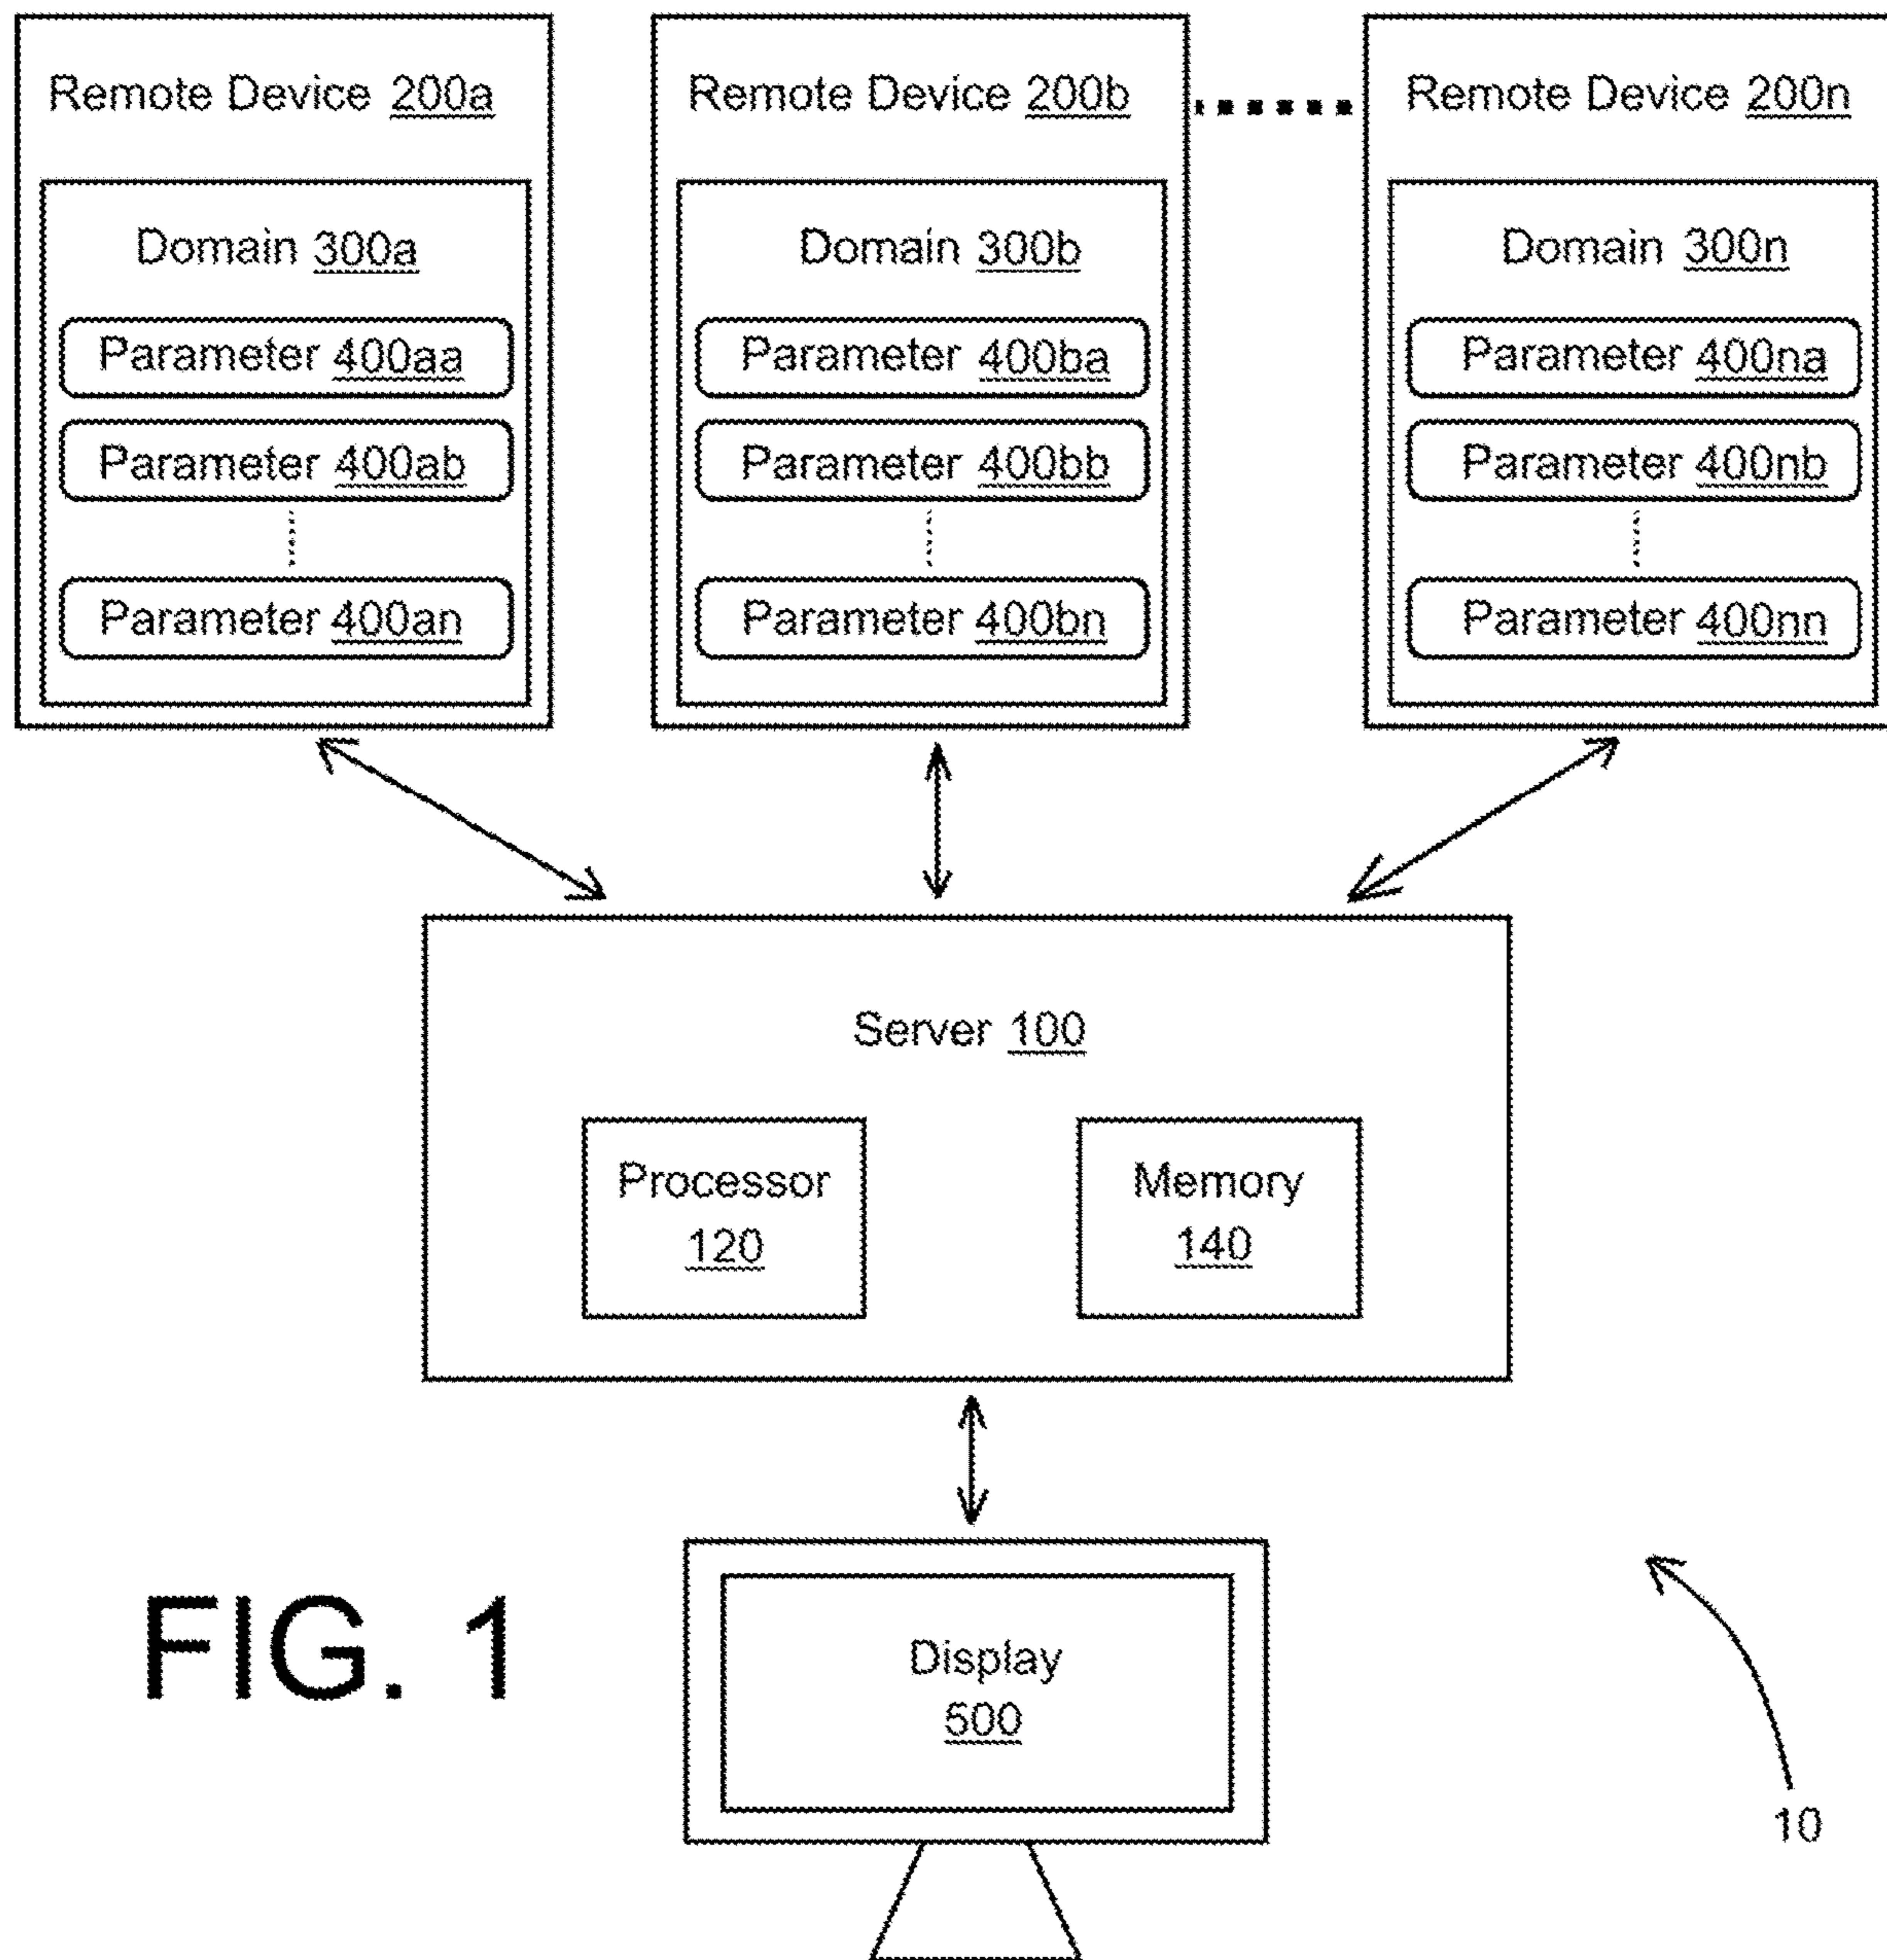 Remote Device 200a
Remote Device 200b
Remote Device 200n
Domain 300a
Domain 300b
Domain 300n
Parameter 400aa
Parameter 400ba
Parameter 400na
Parameter 400ab
Parameter 400bb
Parameter 400nb
Parameter 400an
Parameter 400bn
Parameter 400nn
Server 100
Processor
120
Memory
140
Display
500
FIG. 1
10